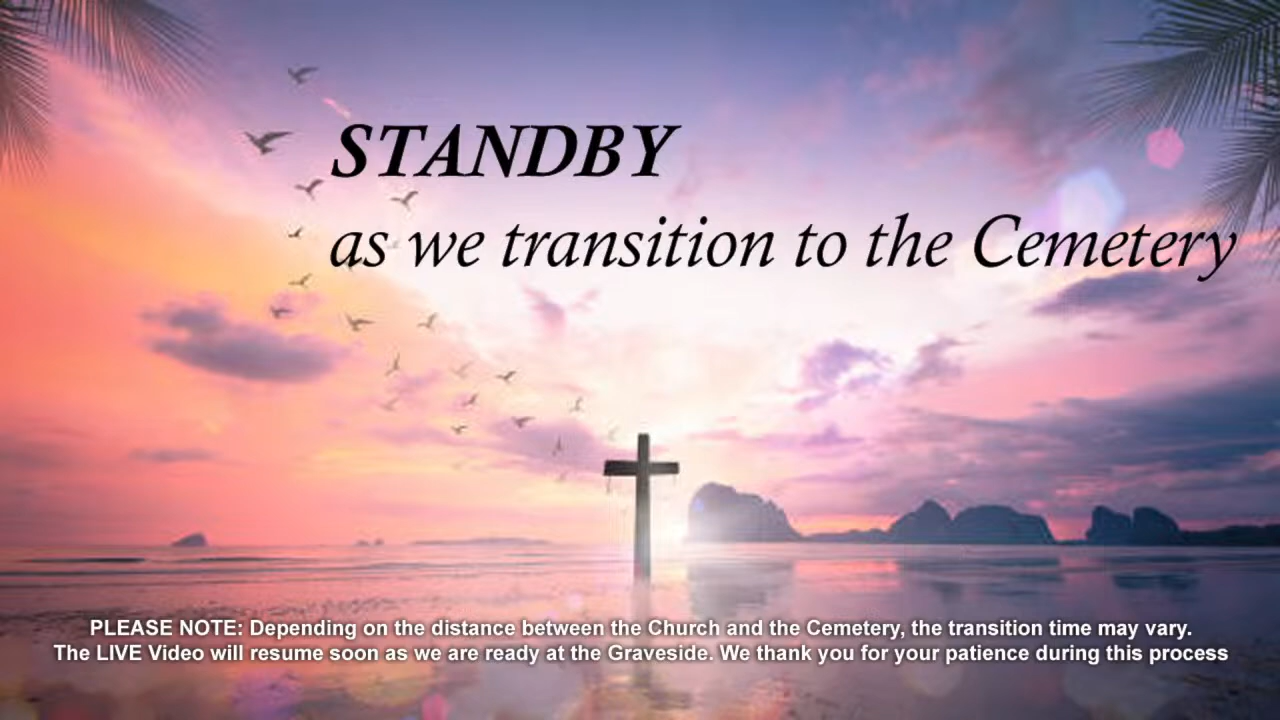 STANDBY
as we transition to the Cemetery
PLEASE NOTE: Depending on the distance between the Church and the Cemetery, the transition time may vary.
The LIVE Video will resume soon as we are ready at the Graveside. We thank you for your patience during this process